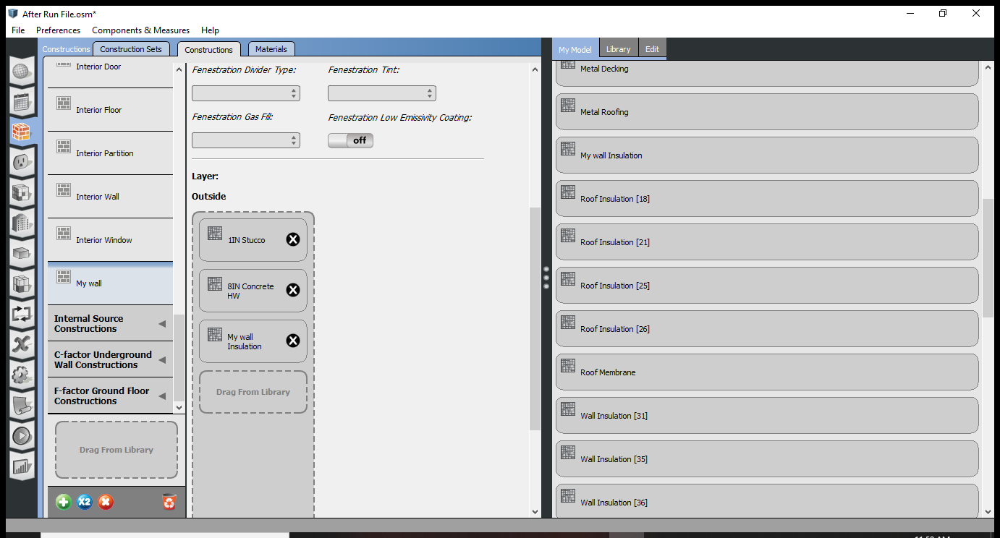 After Run File.osm*
File Preferences Components & Measures Help
Constructions Construction Sets Constructions Materials
Interior Door
Interior Floor
Interior Partition
Interior Wall
Interior Window
My wall
Internal Source
Constructions
C-factor Underground
Wall Constructions
F-factor Ground Floor
Constructions
Drag From Library
X2
Fenestration Divider Type: Fenestration Tint:
Fenestration Gas Fill: Fenestration Low Emissivity Coating:
off
Layer:
Outside
1IN Stucco
8IN Concrete
HW
My wall
Insulation
Drag From Library
My Model Library Edit
Metal Decking
Metal Roofing
My wall Insulation
Roof Insulation [18]
Roof Insulation [21]
Roof Insulation [25]
Roof Insulation [26]
Roof Membrane
Wall Insulation [31]
Wall Insulation [35]
Wall Insulation [36]